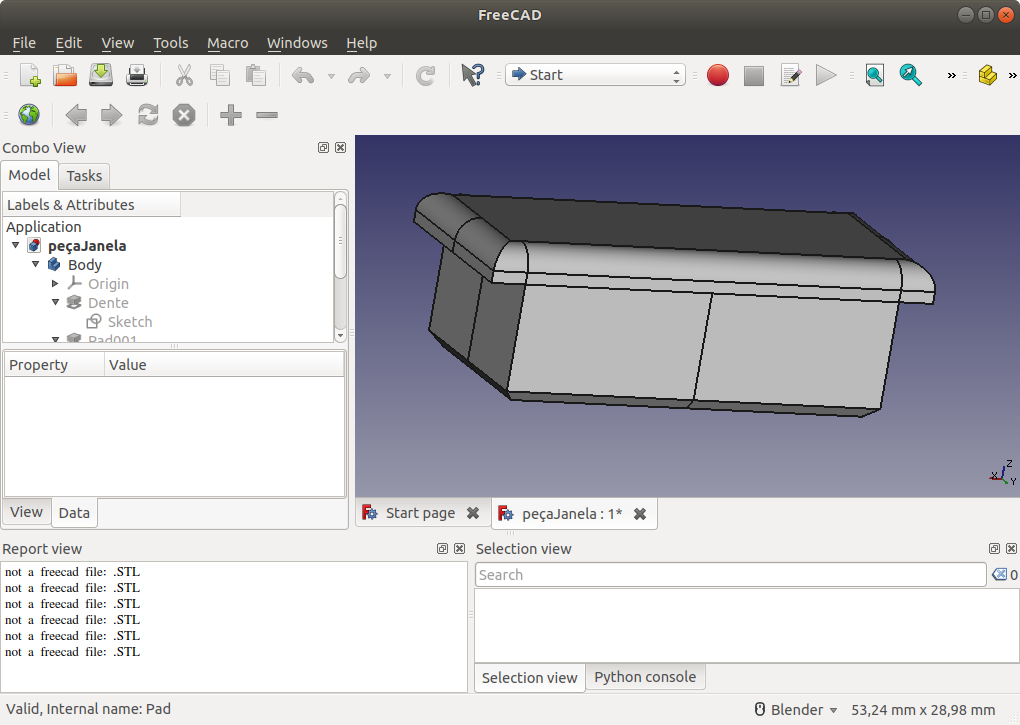 FreeCAD
File Edit View Tools Macro Windows Help
Start
» »
Combo View
Model Tasks
Labels & Attributes
Application
peçaJanela
Body
Origin
Dente
Sketch
Pad001
Property Value
View Data
Z
X
Y
Start page peçaJanela : 1*
Report view
not a freecad file: .STL
not a freecad file: .STL
not a freecad file: .STL
not a freecad file: .STL
not a freecad file: .STL
not a freecad file: .STL
Selection view
Search
0
Selection view Python console
Valid, Internal name: Pad
Blender 53,24 mm x 28,98 mm